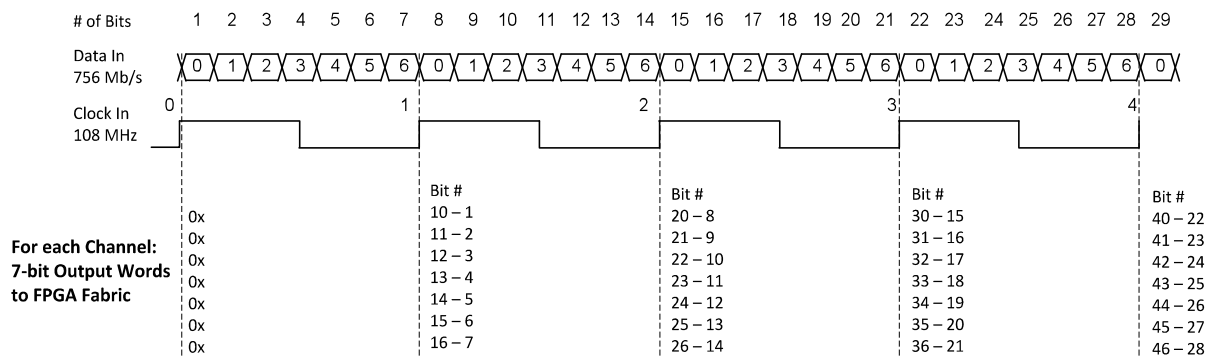 # of Bits 1 2 3 4 5 6 7 8 9 10 11 12 13 14 15 16 17 18 19 20 21 22 23 24 25 26 27 28 29
Data In
756 Mb/s
0 1 2 3 4 5 6 0 1 2 3 4 5 6 0 1 2 3 4 5 6 0 1 2 3 4 5 6 0
0 1 2 3 4
Clock In
108 MHz
For each Channel:
7-bit Output Words
to FPGA Fabric
0x
0x
0x
0x
0x
0x
0x
Bit #
10 – 1
11 – 2
12 – 3
13 – 4
14 – 5
15 – 6
16 – 7
Bit #
20 – 8
21 – 9
22 – 10
23 – 11
24 – 12
25 – 13
26 – 14
Bit #
30 – 15
31 – 16
32 – 17
33 – 18
34 – 19
35 – 20
36 – 21
Bit #
40 – 22
41 – 23
42 – 24
43 – 25
44 – 26
45 – 27
46 – 28